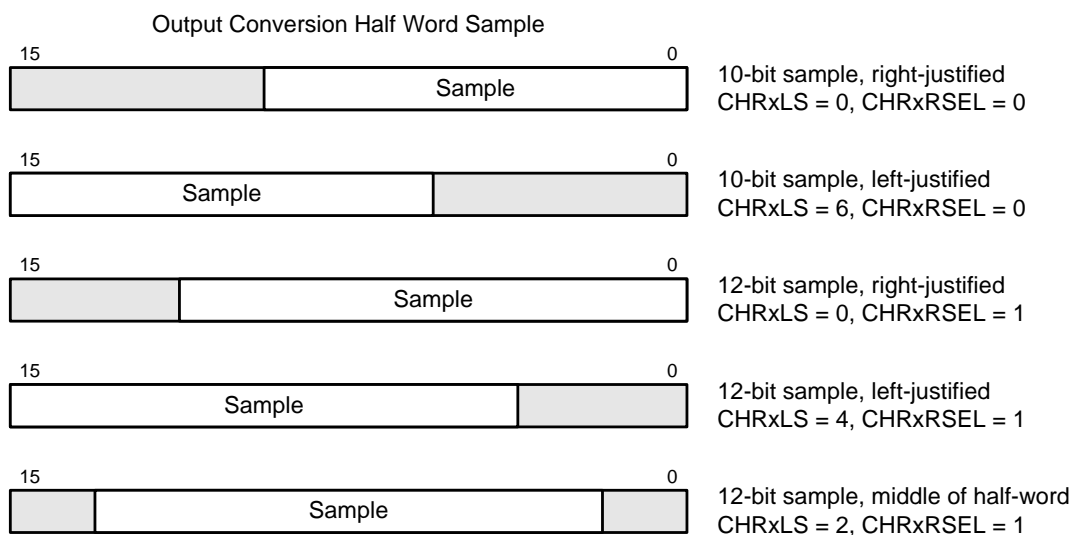 Output Conversion Half Word Sample
15 0
Sample
10-bit sample, right-justified
CHRxLS = 0, CHRxRSEL = 0
15 0
Sample
10-bit sample, left-justified
CHRxLS = 6, CHRxRSEL = 0
15 0
Sample
12-bit sample, right-justified
CHRxLS = 0, CHRxRSEL = 1
15 0
Sample
12-bit sample, left-justified
CHRxLS = 4, CHRxRSEL = 1
15 0
Sample
12-bit sample, middle of half-word
CHRxLS = 2, CHRxRSEL = 1